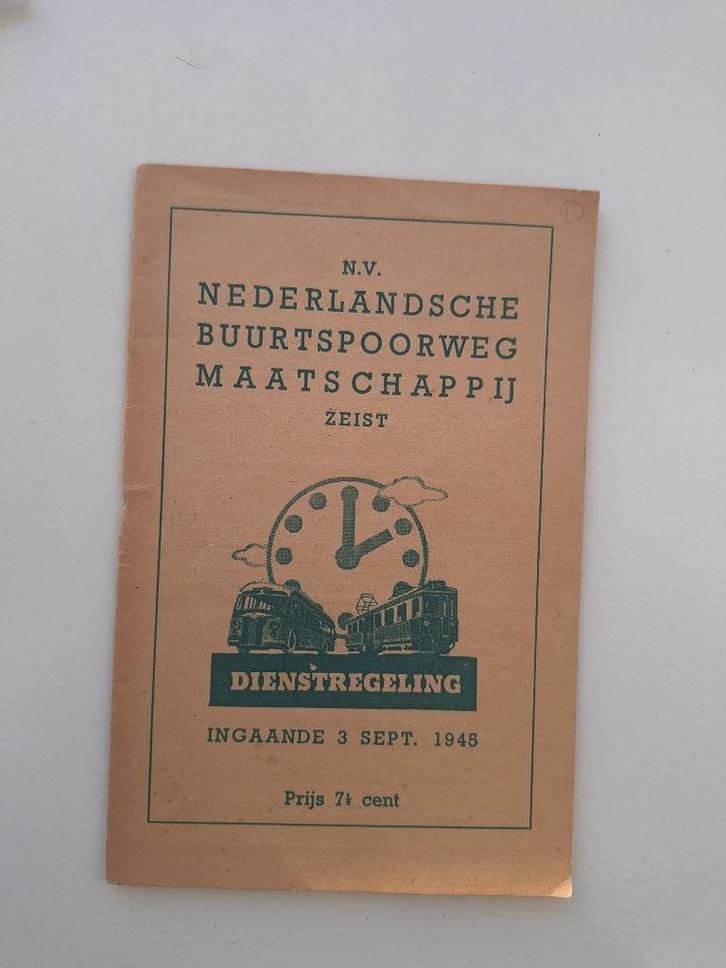 D
N.V.
NEDERLANDSCHE
BUURTSPOORWEG
MAATSCHAPPIJ
ZEIST
DIENSTREGELING
INGAANDE 3 SEPT. 1945
Prijs 7½ cent